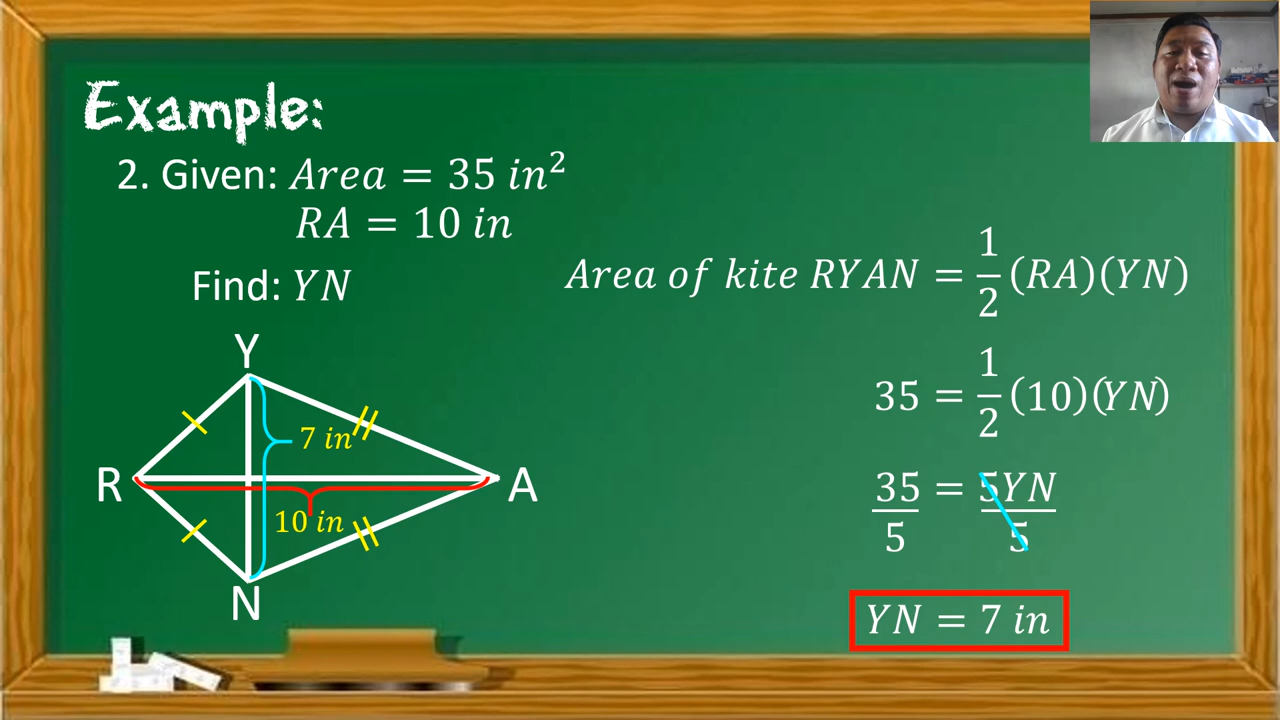 Example:
2. Given: Area = 35 in²
RA = 10 in
Find: YN
Area of kite RYAN = 1/2 (RA)(YN)
35 = 1/2 (10)(YN)
35/5 = 5YN/5
YN = 7 in
Y
7 in
R
A
10 in
N